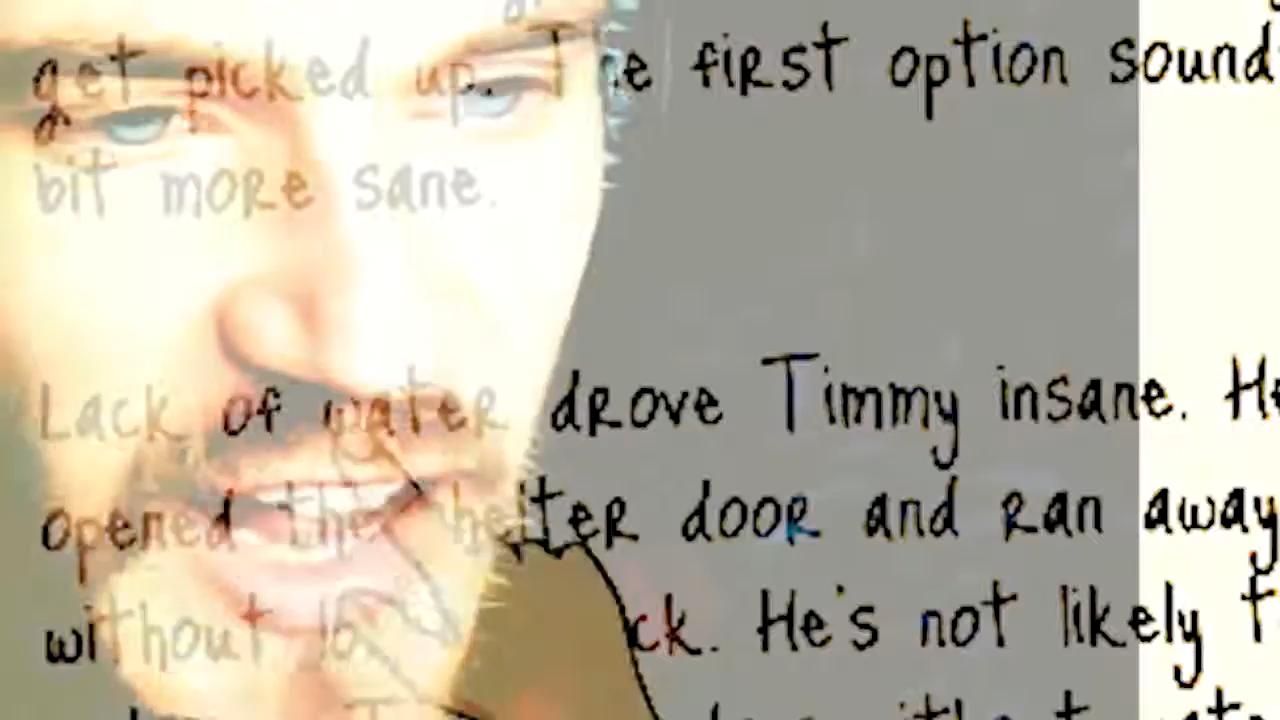 get picked up. The first option sound
bit more sane.
Lack of water drove Timmy insane. He
opened the shelter door and ran away
without ck. He's not likely
without